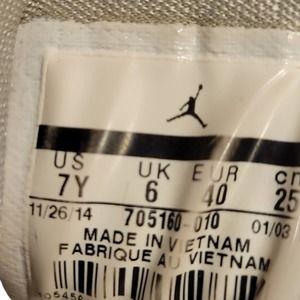 US UK EUR cm
7Y 6 40 25
11/26/14 705160-010 01/03
MADE IN VIETNAM
FABRIQUE AU VIETNAM